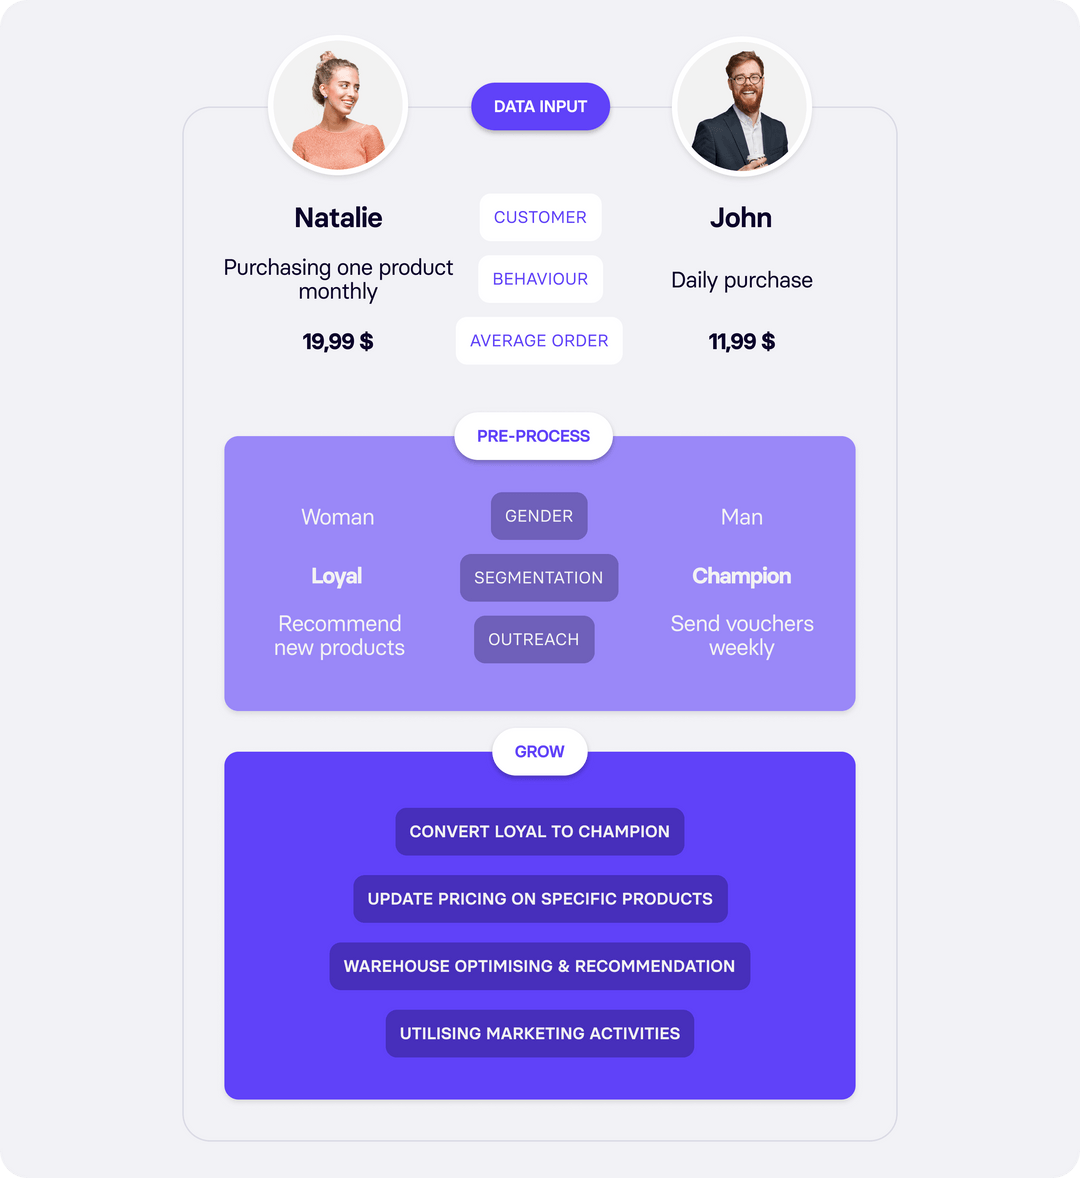 DATA INPUT
Natalie
CUSTOMER
John
Purchasing one product
monthly
BEHAVIOUR
Daily purchase
19,99 $
AVERAGE ORDER
11,99 $
PRE-PROCESS
Woman
GENDER
Man
Loyal
SEGMENTATION
Champion
Recommend
new products
OUTREACH
Send vouchers
weekly
GROW
CONVERT LOYAL TO CHAMPION
UPDATE PRICING ON SPECIFIC PRODUCTS
WAREHOUSE OPTIMISING & RECOMMENDATION
UTILISING MARKETING ACTIVITIES